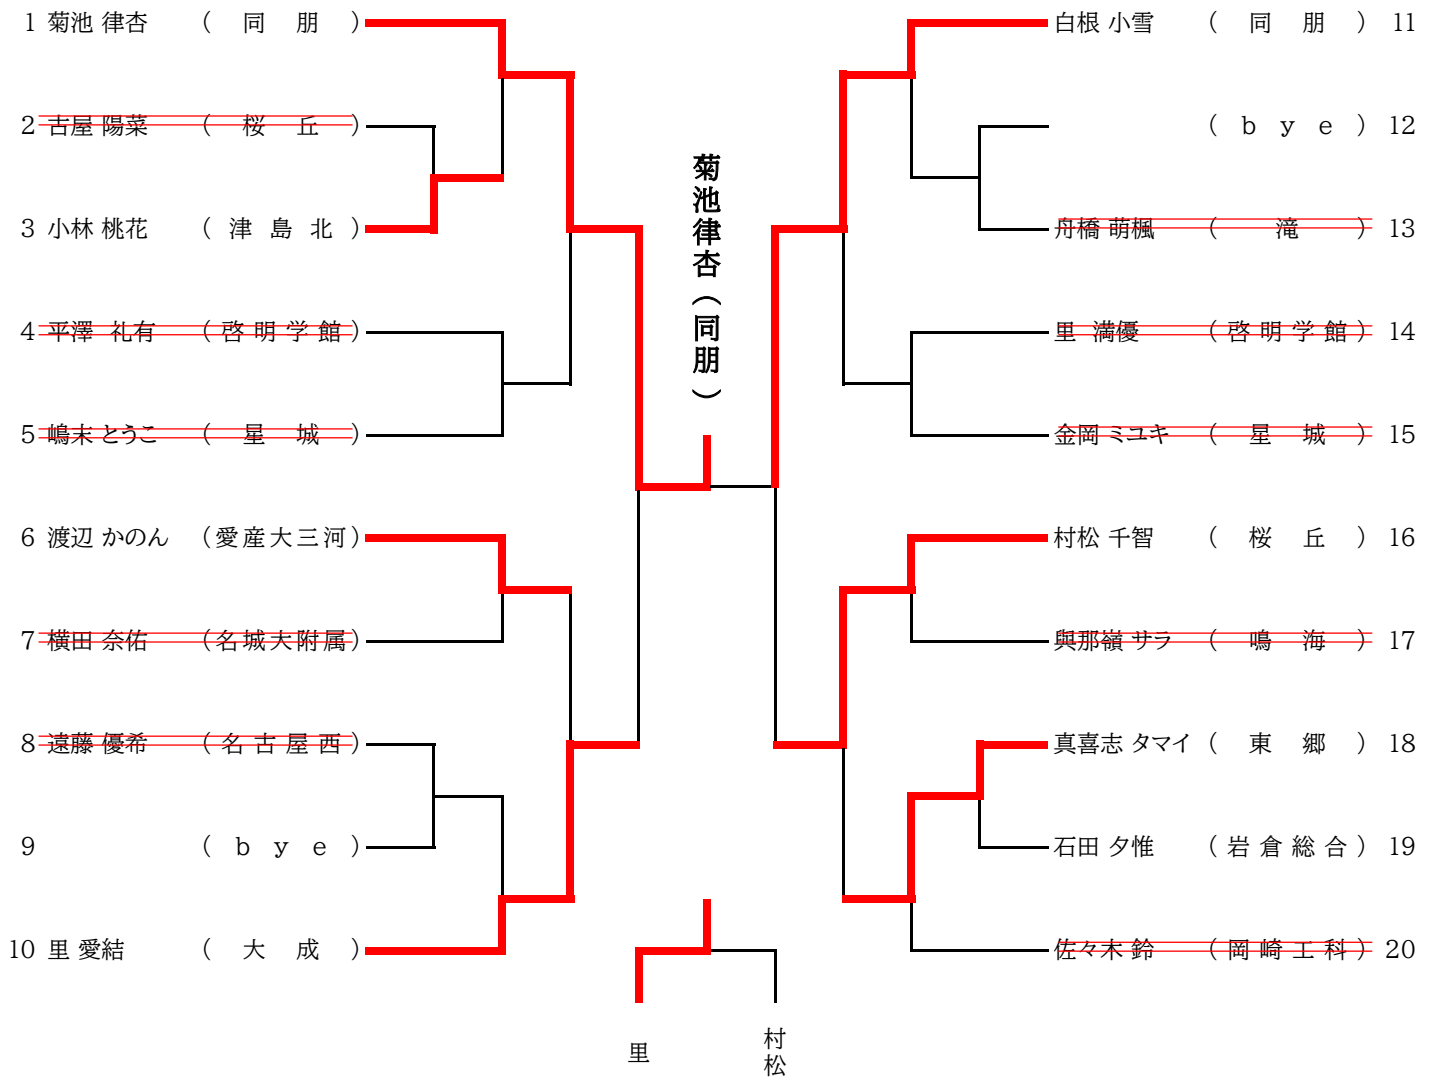 1 菊池 律杏 （ 同 朋 ）
2 古屋 陽菜 （ 桜 丘 ）
3 小林 桃花 （ 津 島 北 ）
4 平澤 礼有 （ 啓 明 学 館 ）
5 嶋末 とうこ （ 星 城 ）
6 渡辺 かのん （愛産大三河）
7 横田 奈佑 （名城大附属）
8 遠藤 優希 （ 名 古 屋 西 ）
9 （ ｂ ｙ ｅ ）
10 里 愛結 （ 大 成 ）
菊池律杏（同朋）
白根 小雪 （ 同 朋 ） 11
（ ｂ ｙ ｅ ） 12
舟橋 萌楓 （ 滝 ） 13
里 満優 （ 啓 明 学 館 ） 14
金岡 ミユキ （ 星 城 ） 15
村松 千智 （ 桜 丘 ） 16
與那嶺 サラ （ 鳴 海 ） 17
真喜志 タマイ （ 東 郷 ） 18
石田 夕惟 （ 岩 倉 総 合 ） 19
佐々木 鈴 （ 岡 崎 工 科 ） 20
里
村松